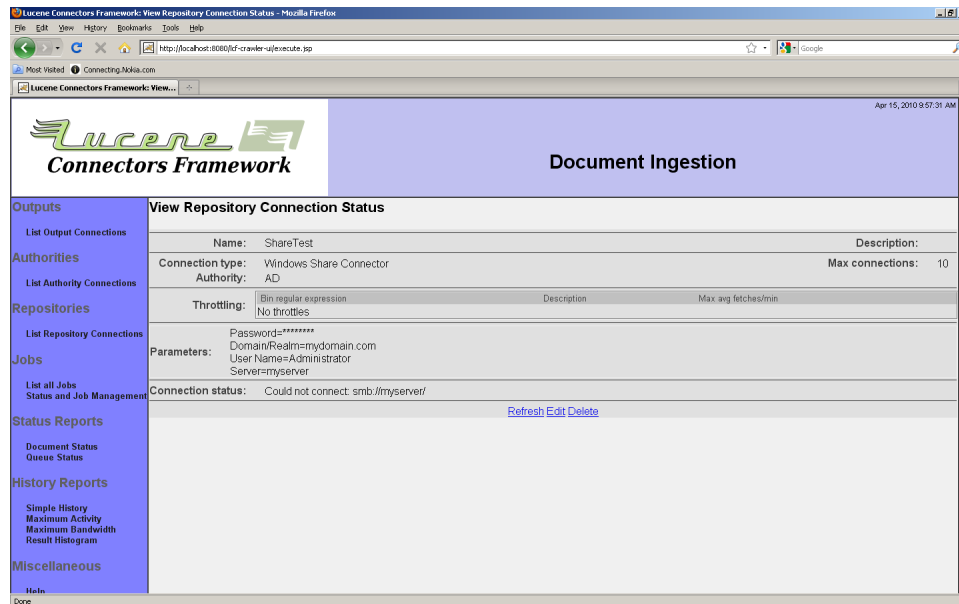 Lucene Connectors Framework: View Repository Connection Status - Mozilla Firefox
File Edit View History Bookmarks Tools Help
http://localhost:8080/lcf-crawler-ui/execute.jsp
Google
Most Visited Connecting.Nokia.com
Lucene Connectors Framework: View...
Apr 15, 2010 9:57:31 AM
Lucene
Connectors Framework
Document Ingestion
Outputs
List Output Connections
Authorities
List Authority Connections
Repositories
List Repository Connections
Jobs
List all Jobs
Status and Job Management
Status Reports
Document Status
Queue Status
History Reports
Simple History
Maximum Activity
Maximum Bandwidth
Result Histogram
Miscellaneous
Help
View Repository Connection Status
Name: ShareTest Description:
Connection type: Windows Share Connector Max connections: 10
Authority: AD
Throttling: Bin regular expression Description Max avg fetches/min
No throttles
Parameters: Password=********
Domain/Realm=mydomain.com
User Name=Administrator
Server=myserver
Connection status: Could not connect: smb://myserver/
Refresh Edit Delete
Done